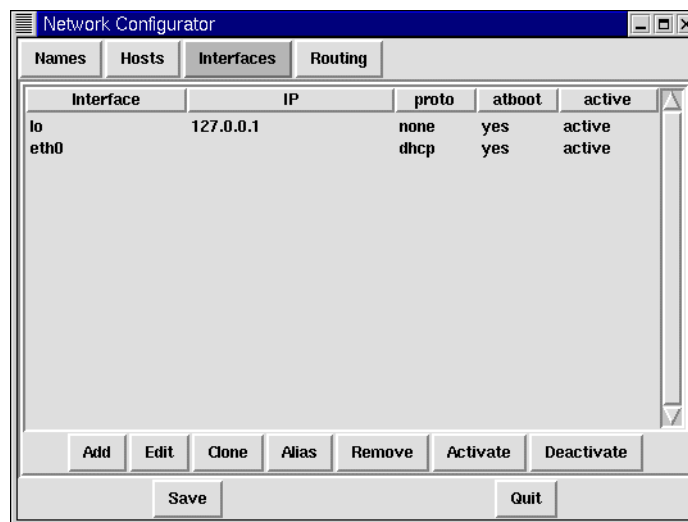 Network Configurator
Names Hosts Interfaces Routing
Interface IP proto atboot active
lo 127.0.0.1 none yes active
eth0 dhcp yes active
Add Edit Clone Alias Remove Activate Deactivate
Save Quit